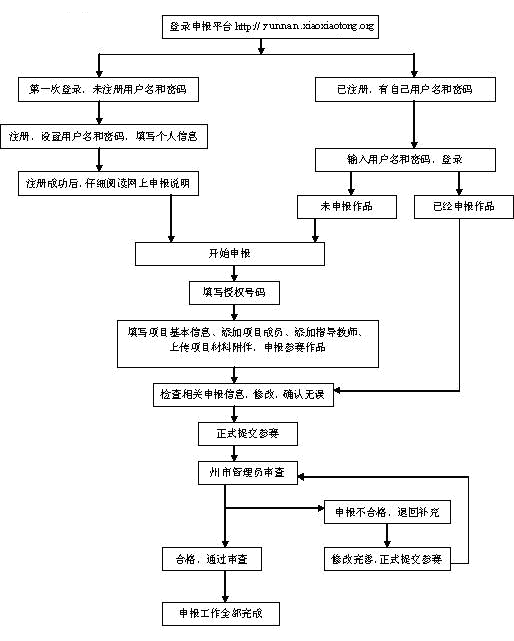 登录申报平台http://yunnan.xiaoxiaotong.org
第一次登录，未注册用户名和密码
已注册，有自己用户名和密码
注册，设置用户名和密码，填写个人信息
输入用户名和密码，登录
注册成功后，仔细阅读网上申报说明
未申报作品
已经申报作品
开始申报
填写授权号码
填写项目基本信息、添加项目成员、添加指导教师、
上传项目材料附件，申报参赛作品
检查相关申报信息，修改，确认无误
正式提交参赛
州市管理员审查
申报不合格，退回补充
合格，通过审查
修改完善，正式提交参赛
申报工作全部完成